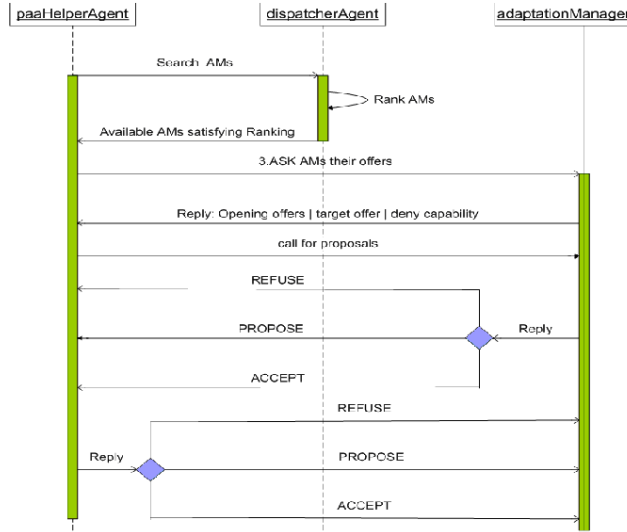 paaHelperAgent
dispatcherAgent
adaptationManager
Search AMs
Rank AMs
Available AMs satisfying Ranking
3.ASK AMs their offers
Reply: Opening offers | target offer | deny capability
call for proposals
REFUSE
PROPOSE
Reply
ACCEPT
REFUSE
Reply
PROPOSE
ACCEPT